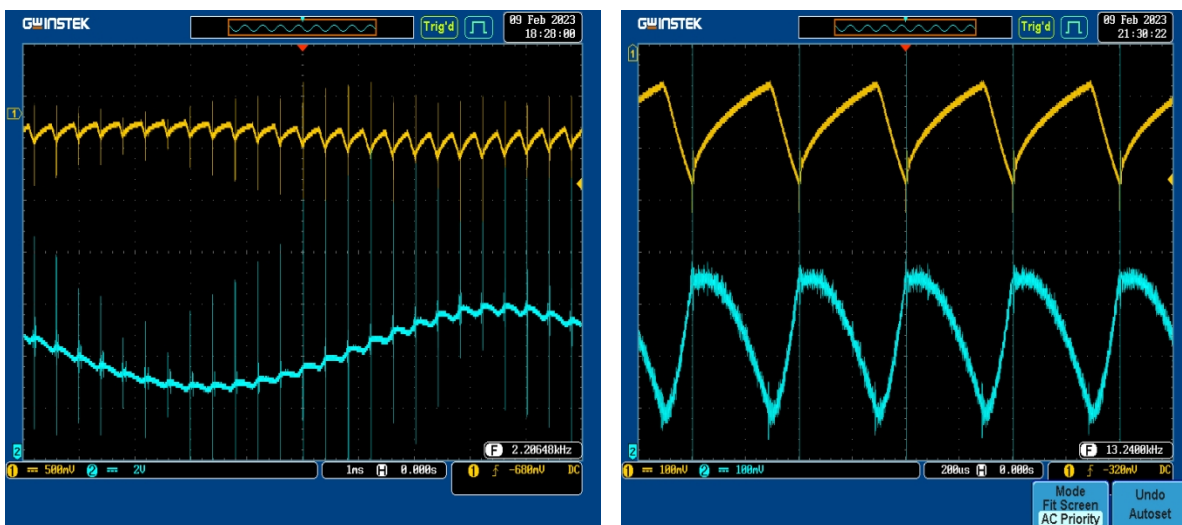 GWINSTEK
Trig'd
09 Feb 2023
18:28:00
1
2
F 2.20648kHz
1 500mV 2 2V
1ms H 0.000s
1 -680mV DC
GWINSTEK
Trig'd
09 Feb 2023
21:30:22
1
2
F 13.2400kHz
1 100mV 2 100mV
200us H 0.000s
1 -320mV DC
Mode
Fit Screen
AC Priority
Undo
Autoset